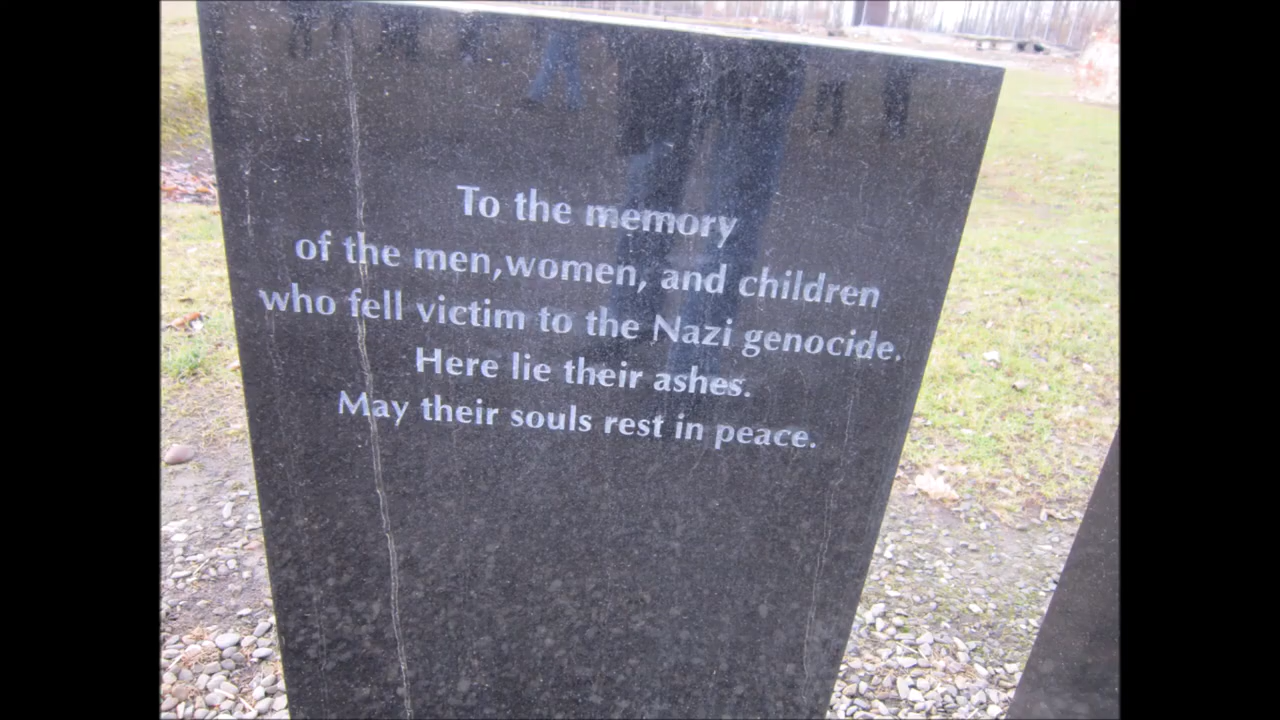 To the memory
of the men,women, and children
who fell victim to the Nazi genocide.
Here lie their ashes.
May their souls rest in peace.